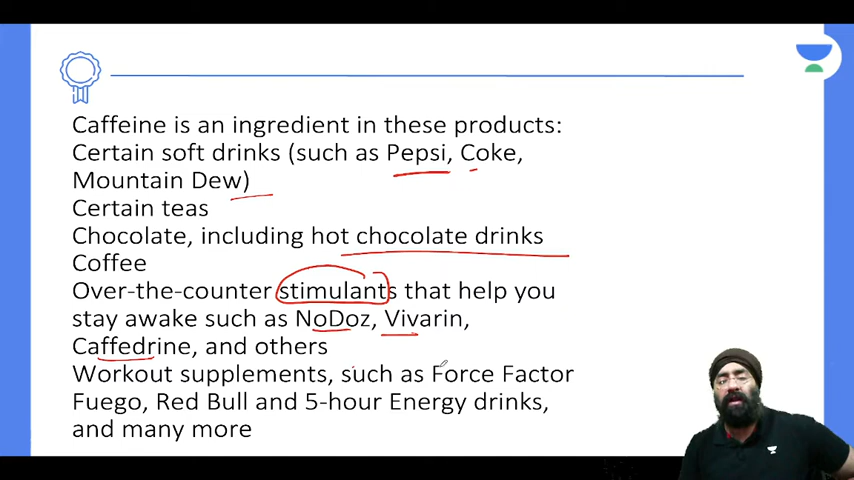 Caffeine is an ingredient in these products:
Certain soft drinks (such as Pepsi, Coke,
Mountain Dew)
Certain teas
Chocolate, including hot chocolate drinks
Coffee
Over-the-counter stimulants that help you
stay awake such as NoDoz, Vivarin,
Caffedrine, and others
Workout supplements, such as Force Factor
Fuego, Red Bull and 5-hour Energy drinks,
and many more